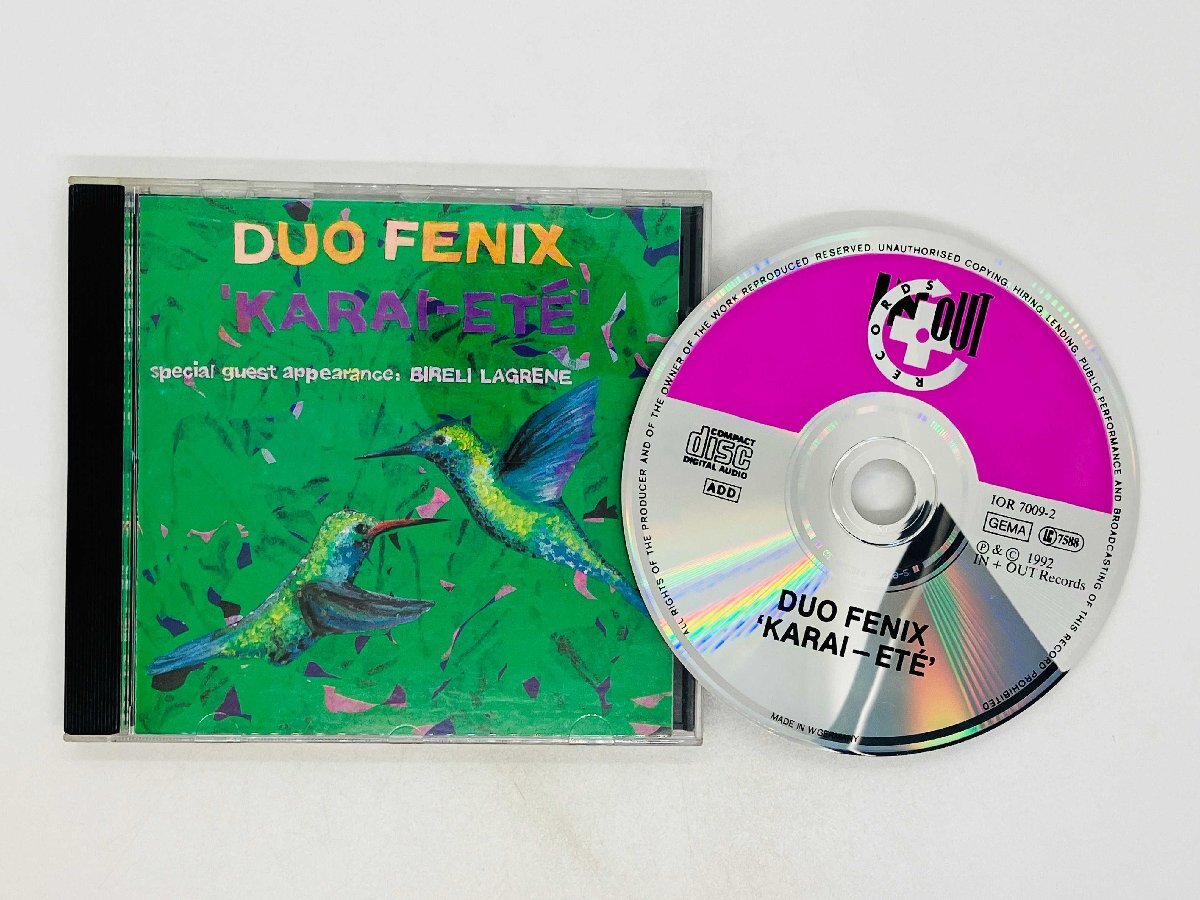 DUO FENIX
'KARAI-ETÉ'
special guest appearance: BIRELI LAGRENE
ALL RIGHTS OF THE PRODUCER AND OF THE OWNER OF THE WORK REPRODUCED RESERVED. UNAUTHORISED COPYING, HIRING, LENDING, PUBLIC PERFORMANCE AND BROADCASTING OF THIS RECORD PROHIBITED
OUT
RECORDS
COMPACT
disc
DIGITAL AUDIO
ADD
IOR 7009-2
GEMA
LC 7588
℗ & © 1992
IN + OUT Records
DUO FENIX
'KARAI – ETÉ'
MADE IN W.GERMANY